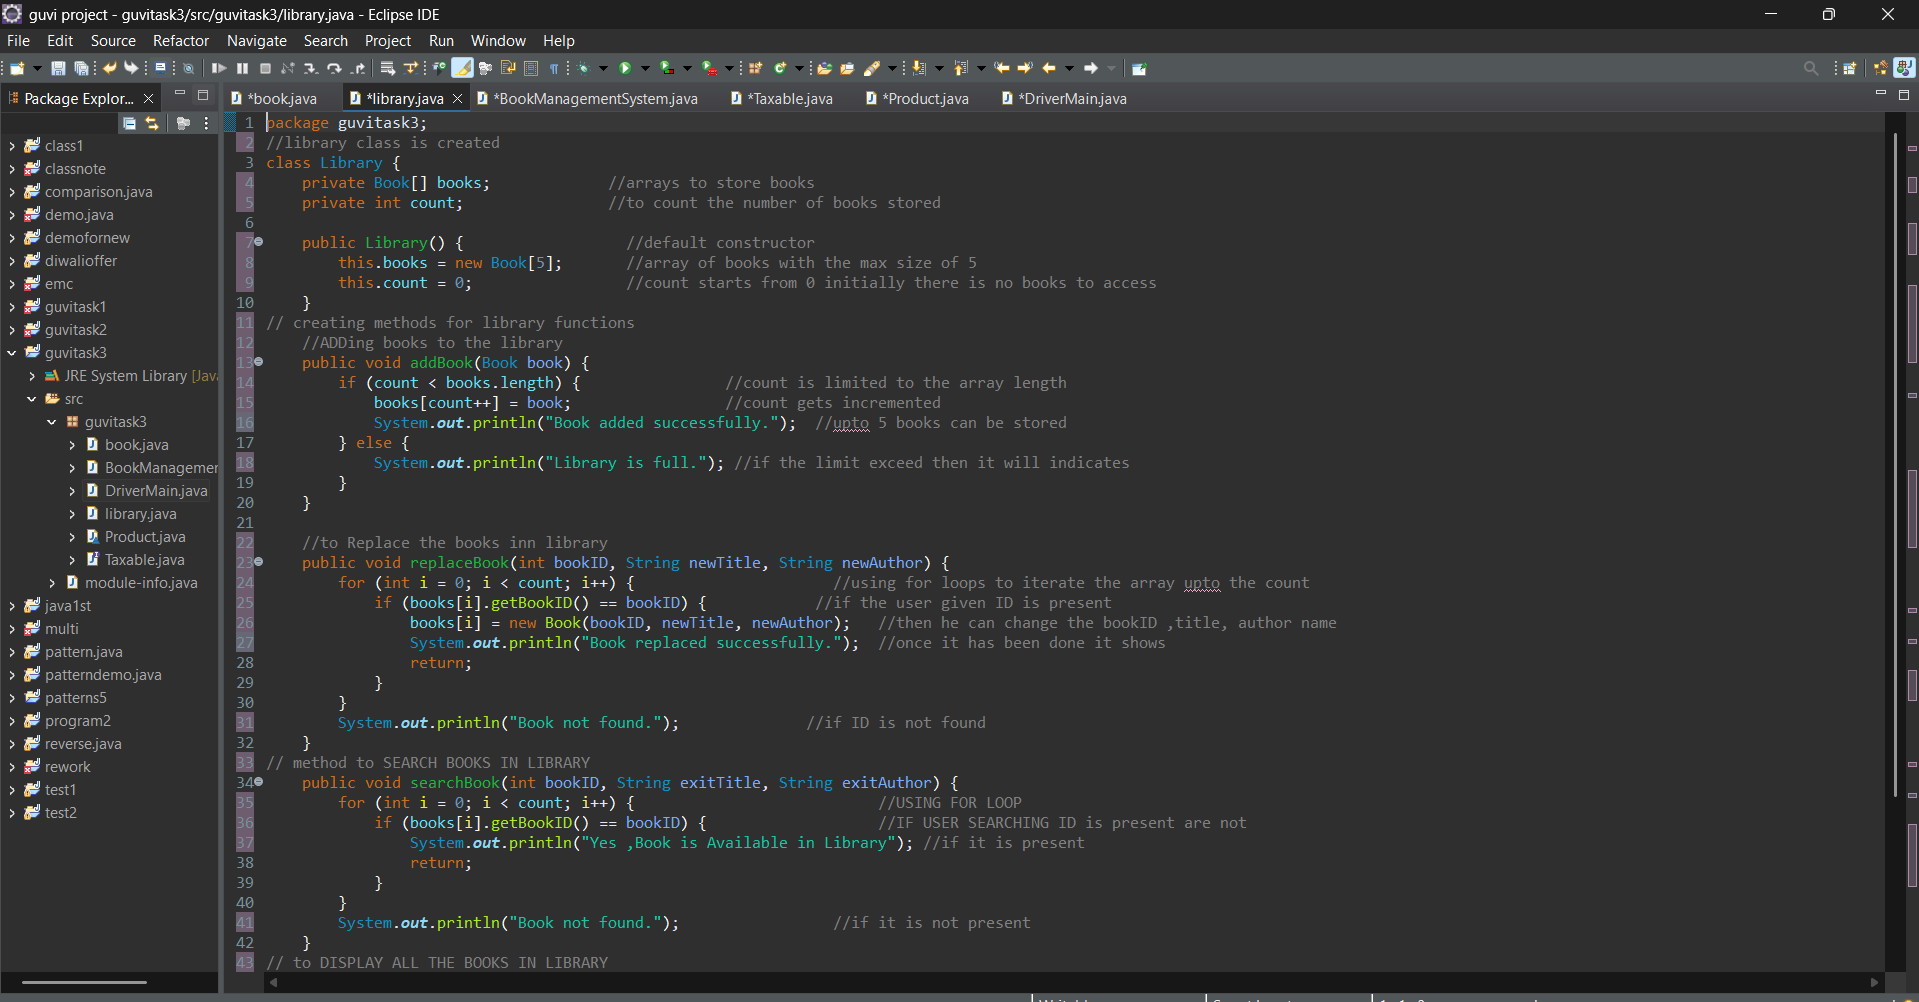 guvi project - guvitask3/src/guvitask3/library.java - Eclipse IDE
File Edit Source Refactor Navigate Search Project Run Window Help
Package Explor...
*book.java *library.java *BookManagementSystem.java *Taxable.java *Product.java *DriverMain.java
class1
classnote
comparison.java
demo.java
demofornew
diwalioffer
emc
guvitask1
guvitask2
guvitask3
JRE System Library [Jav
src
guvitask3
book.java
BookManagemen
DriverMain.java
library.java
Product.java
Taxable.java
module-info.java
java1st
multi
pattern.java
patterndemo.java
patterns5
program2
reverse.java
rework
test1
test2
1 package guvitask3;
2 //library class is created
3 class Library {
4 private Book[] books; //arrays to store books
5 private int count; //to count the number of books stored
6
7 public Library() { //default constructor
8 this.books = new Book[5]; //array of books with the max size of 5
9 this.count = 0; //count starts from 0 initially there is no books to access
10 }
11 // creating methods for library functions
12 //ADDing books to the library
13 public void addBook(Book book) {
14 if (count < books.length) { //count is limited to the array length
15 books[count++] = book; //count gets incremented
16 System.out.println("Book added successfully."); //upto 5 books can be stored
17 } else {
18 System.out.println("Library is full."); //if the limit exceed then it will indicates
19 }
20 }
21
22 //to Replace the books inn library
23 public void replaceBook(int bookID, String newTitle, String newAuthor) {
24 for (int i = 0; i < count; i++) { //using for loops to iterate the array upto the count
25 if (books[i].getBookID() == bookID) { //if the user given ID is present
26 books[i] = new Book(bookID, newTitle, newAuthor); //then he can change the bookID ,title, author name
27 System.out.println("Book replaced successfully."); //once it has been done it shows
28 return;
29 }
30 }
31 System.out.println("Book not found."); //if ID is not found
32 }
33 // method to SEARCH BOOKS IN LIBRARY
34 public void searchBook(int bookID, String exitTitle, String exitAuthor) {
35 for (int i = 0; i < count; i++) { //USING FOR LOOP
36 if (books[i].getBookID() == bookID) { //IF USER SEARCHING ID is present are not
37 System.out.println("Yes ,Book is Available in Library"); //if it is present
38 return;
39 }
40 }
41 System.out.println("Book not found."); //if it is not present
42 }
43 // to DISPLAY ALL THE BOOKS IN LIBRARY